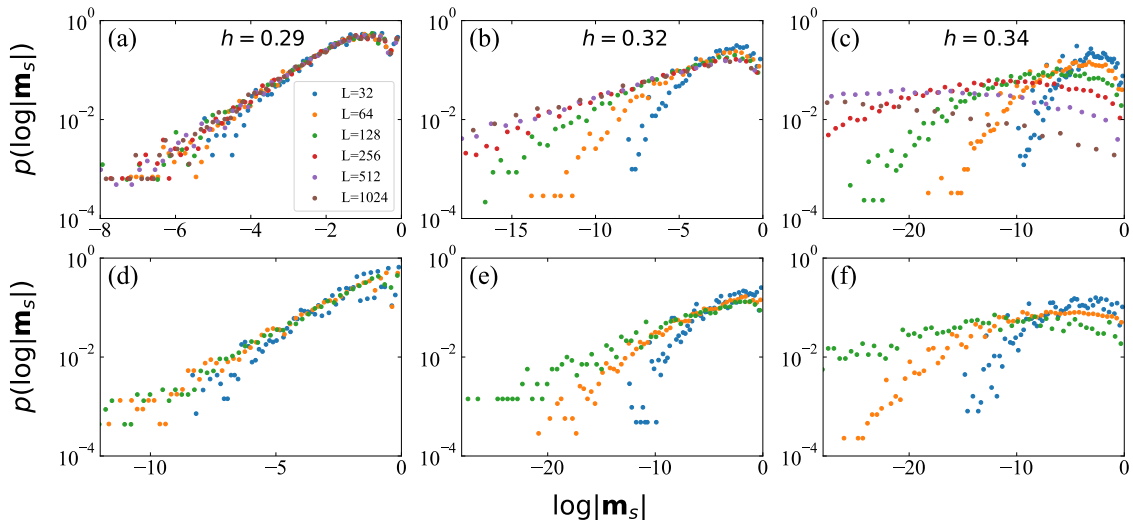 (a)
h = 0.29
(b)
h = 0.32
(c)
h = 0.34
p(log|m_s|)
10^0
10^−2
10^−4
L=32
L=64
L=128
L=256
L=512
L=1024
−8 −6 −4 −2 0
10^0
10^−2
10^−4
−15 −10 −5 0
10^0
10^−2
10^−4
−20 −10 0
(d)
(e)
(f)
p(log|m_s|)
10^0
10^−2
10^−4
−10 −5 0
10^0
10^−2
10^−4
−20 −10 0
10^0
10^−2
10^−4
−20 −10 0
log|m_s|